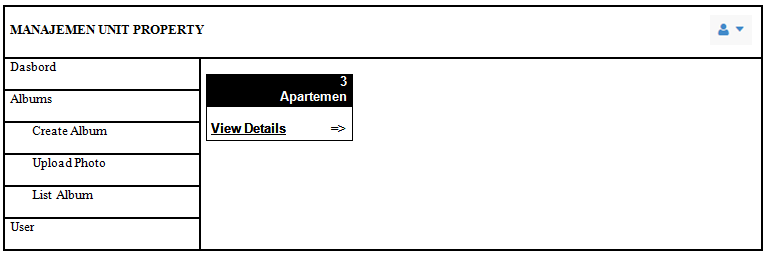 MANAJEMEN UNIT PROPERTY
Dasbord
Albums
Create Album
Upload Photo
List Album
User
3
Apartemen
View Details =>